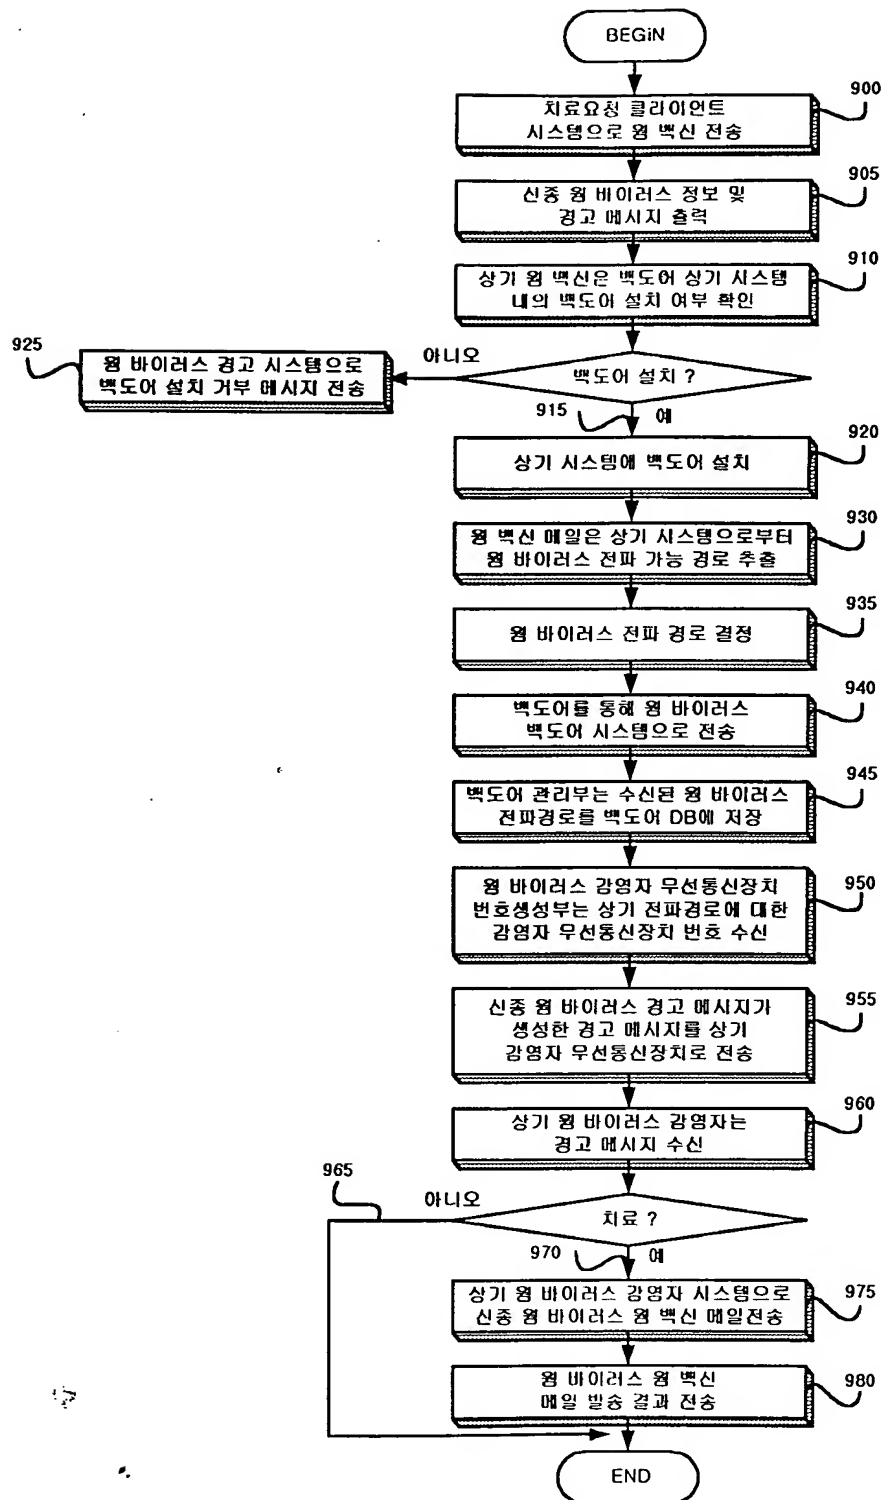 BEGiN
900
치료요청 클라이언트
시스템으로 웜 백신 전송
905
신종 웜 바이러스 정보 및
경고 메시지 출력
910
상기 웜 백신은 백도어 상기 시스템
내의 백도어 설치 여부 확인
925
웜 바이러스 경고 시스템으로
백도어 설치 거부 메시지 전송
아니오
백도어 설치 ?
915
예
920
상기 시스템에 백도어 설치
930
웜 백신 메일은 상기 시스템으로부터
웜 바이러스 전파 가능 경로 추출
935
웜 바이러스 전파 경로 결정
940
백도어를 통해 웜 바이러스
백도어 시스템으로 전송
945
백도어 관리부는 수신된 웜 바이러스
전파경로를 백도어 DB에 저장
950
웜 바이러스 감염자 무선통신장치
번호생성부는 상기 전파경로에 대한
감염자 무선통신장치 번호 수신
955
신종 웜 바이러스 경고 메시지가
생성한 경고 메시지를 상기
감염자 무선통신장치로 전송
960
상기 웜 바이러스 감염자는
경고 메시지 수신
965
아니오
치료 ?
970
예
975
상기 웜 바이러스 감염자 시스템으로
신종 웜 바이러스 웜 백신 메일전송
980
웜 바이러스 웜 백신
메일 발송 결과 전송
END